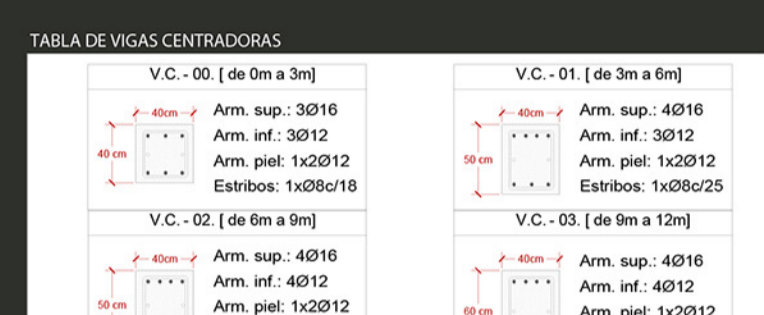 TABLA DE VIGAS CENTRADORAS
V.C. - 00. [ de 0m a 3m]
40cm
40 cm
Arm. sup.: 3Ø16
Arm. inf.: 3Ø12
Arm. piel: 1x2Ø12
Estribos: 1xØ8c/18
V.C. - 01. [ de 3m a 6m]
40cm
50 cm
Arm. sup.: 4Ø16
Arm. inf.: 3Ø12
Arm. piel: 1x2Ø12
Estribos: 1xØ8c/25
V.C. - 02. [ de 6m a 9m]
40cm
50 cm
Arm. sup.: 4Ø16
Arm. inf.: 4Ø12
Arm. piel: 1x2Ø12
V.C. - 03. [ de 9m a 12m]
40cm
60 cm
Arm. sup.: 4Ø16
Arm. inf.: 4Ø12
Arm. piel: 1x2Ø12